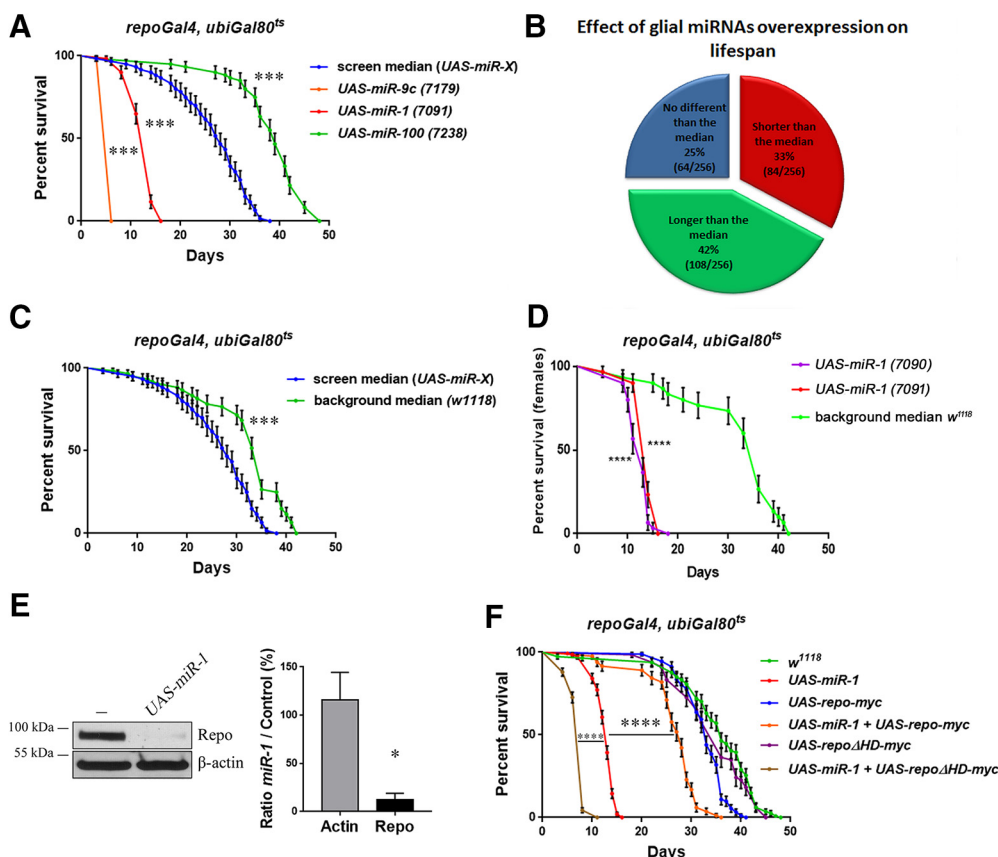 A
repoGal4, ubiGal80ts
Percent survival
100
50
0
0 10 20 30 40 50
Days
***
***
***
screen median (UAS-miR-X)
UAS-miR-9c (7179)
UAS-miR-1 (7091)
UAS-miR-100 (7238)
B
Effect of glial miRNAs overexpression on
lifespan
No different
than the
median
25%
(64/256)
Shorter than
the median
33%
(84/256)
Longer than the
median
42%
(108/256)
C
repoGal4, ubiGal80ts
Percent survival
100
50
0
0 10 20 30 40 50
Days
***
screen median (UAS-miR-X)
background median (w1118)
D
repoGal4, ubiGal80ts
Percent survival (females)
100
50
0
0 10 20 30 40 50
Days
****
****
UAS-miR-1 (7090)
UAS-miR-1 (7091)
background median w1118
E
–
UAS-miR-1
100 kDa
55 kDa
Repo
β-actin
Ratio miR-1 / Control (%)
150
100
50
0
*
Actin Repo
F
repoGal4, ubiGal80ts
Percent survival
100
50
0
0 10 20 30 40 50
Days
****
****
w1118
UAS-miR-1
UAS-repo-myc
UAS-miR-1 + UAS-repo-myc
UAS-repoΔHD-myc
UAS-miR-1 + UAS-repoΔHD-myc